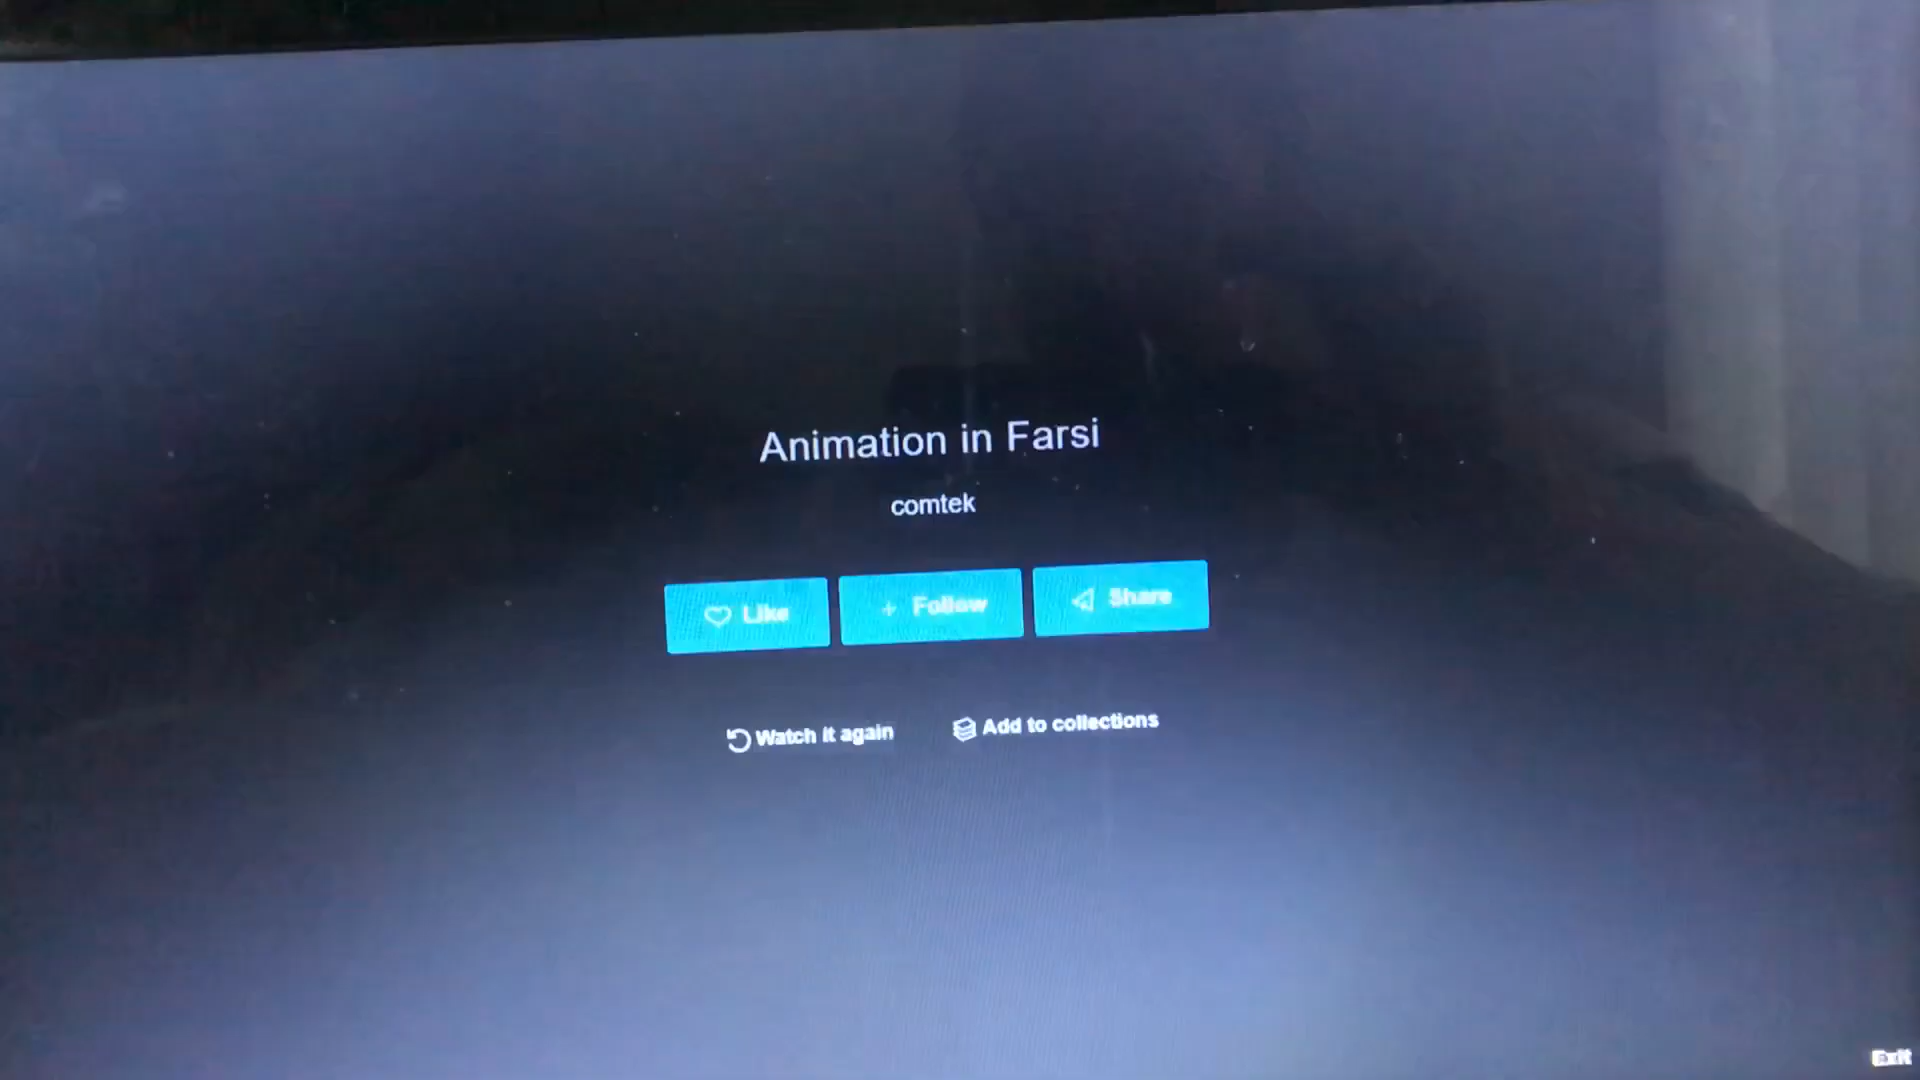 Animation in Farsi
comtek
Like
Follow
Share
Watch it again
Add to collections
Exit